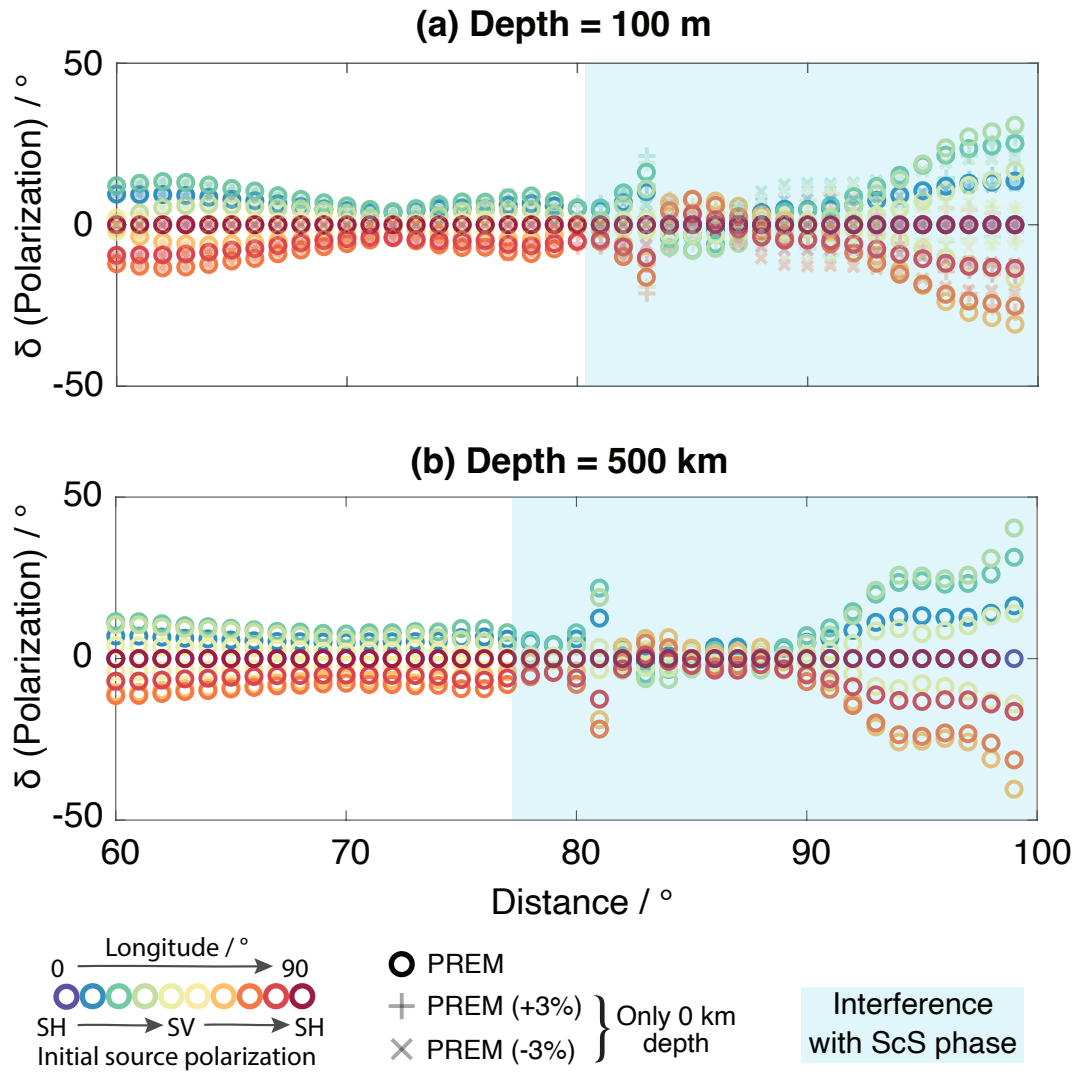 (a) Depth = 100 m
50
0
-50
δ (Polarization) / °
(b) Depth = 500 km
50
0
-50
δ (Polarization) / °
60 70 80 90 100
Distance / °
Longitude / °
0 90
SH SV SH
Initial source polarization
PREM
PREM (+3%)
PREM (-3%)
Only 0 km
depth
Interference
with ScS phase